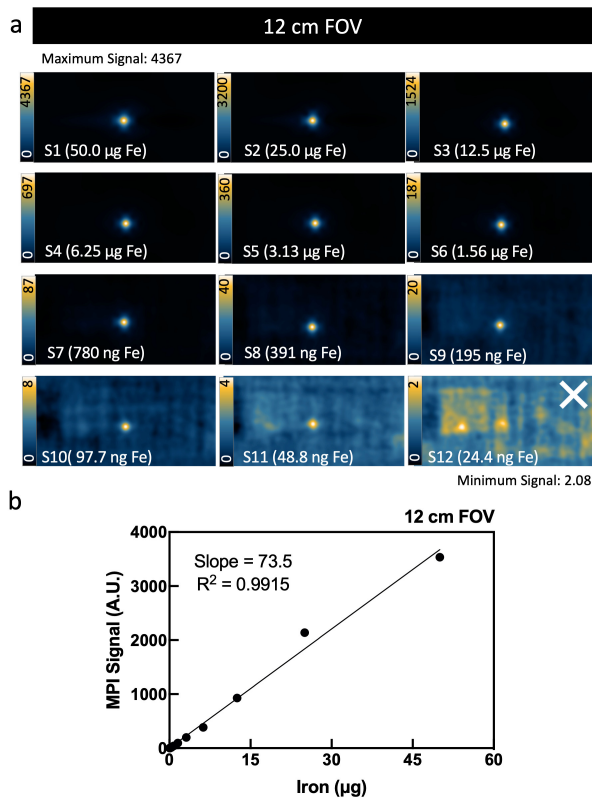 a
12 cm FOV
Maximum Signal: 4367
4367
0
S1 (50.0 µg Fe)
3200
0
S2 (25.0 µg Fe)
1524
0
S3 (12.5 µg Fe)
697
0
S4 (6.25 µg Fe)
360
0
S5 (3.13 µg Fe)
187
0
S6 (1.56 µg Fe)
87
0
S7 (780 ng Fe)
40
0
S8 (391 ng Fe)
20
0
S9 (195 ng Fe)
8
0
S10( 97.7 ng Fe)
4
0
S11 (48.8 ng Fe)
2
0
S12 (24.4 ng Fe)
Minimum Signal: 2.08
b
12 cm FOV
Slope = 73.5
R² = 0.9915
MPI Signal (A.U.)
4000
3000
2000
1000
0
0 15 30 45 60
Iron (µg)